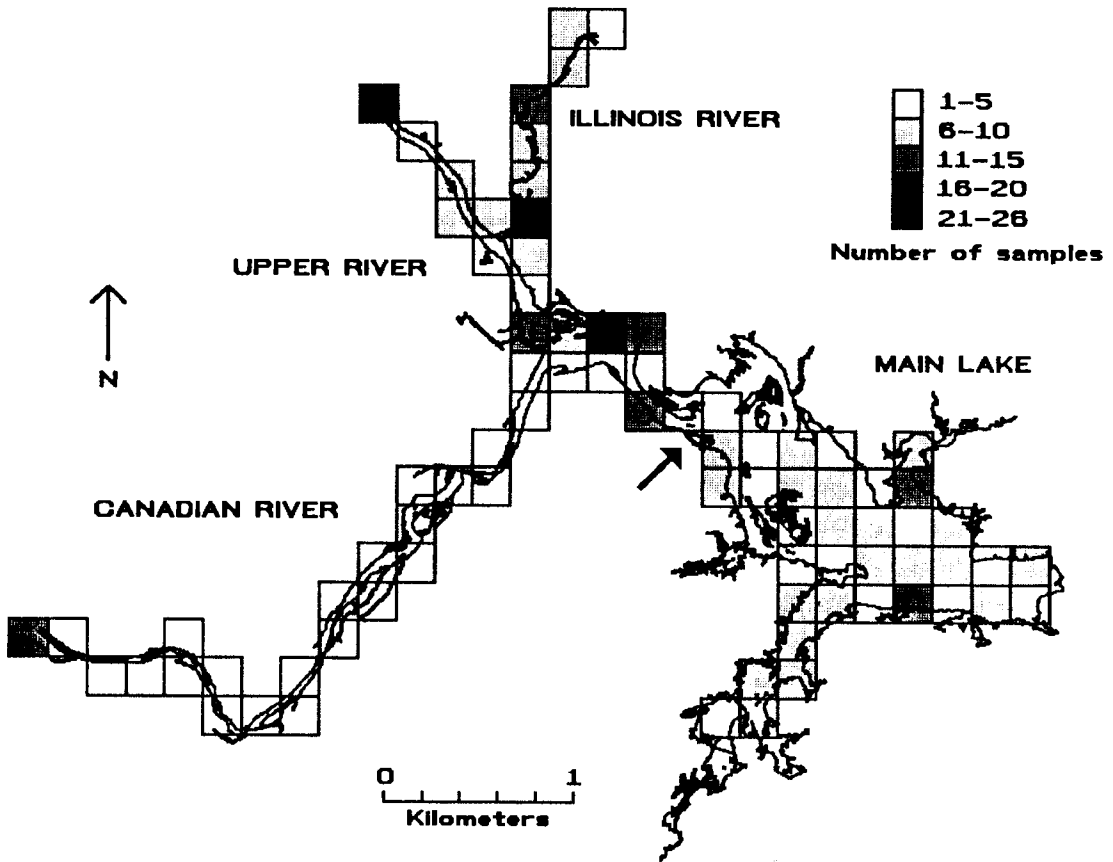 ILLINOIS RIVER
1-5
6-10
11-15
16-20
21-26
Number of samples
UPPER RIVER
N
MAIN LAKE
CANADIAN RIVER
0 1
Kilometers